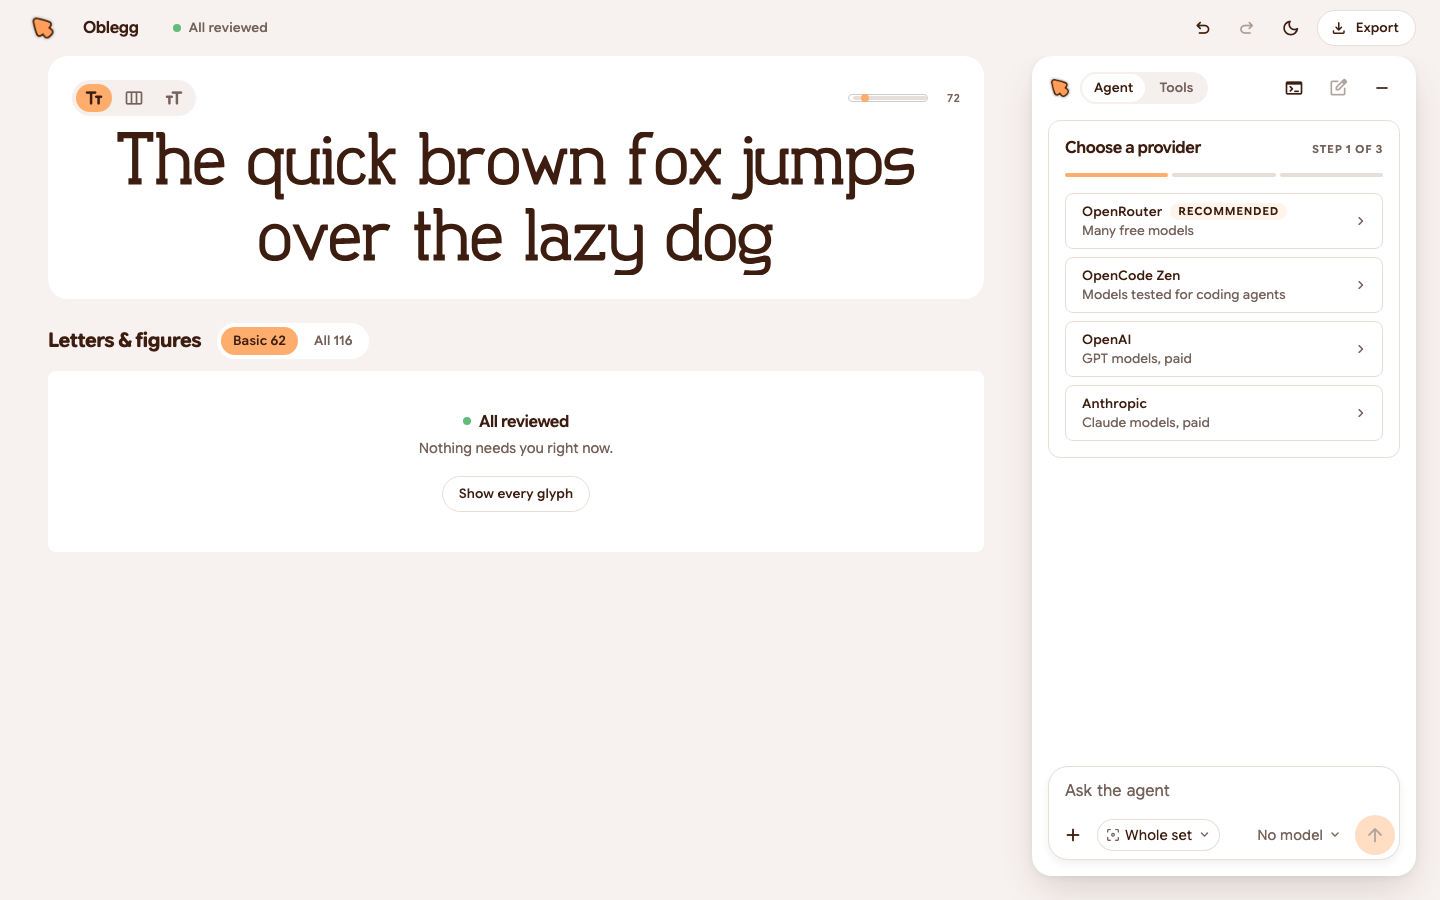 Oblegg
All reviewed
Export
Tт
тT
72
The quick brown fox jumps
over the lazy dog
Letters & figures
Basic 62
All 116
All reviewed
Nothing needs you right now.
Show every glyph
Agent
Tools
Choose a provider
STEP 1 OF 3
OpenRouter RECOMMENDED
Many free models
OpenCode Zen
Models tested for coding agents
OpenAI
GPT models, paid
Anthropic
Claude models, paid
Ask the agent
Whole set
No model